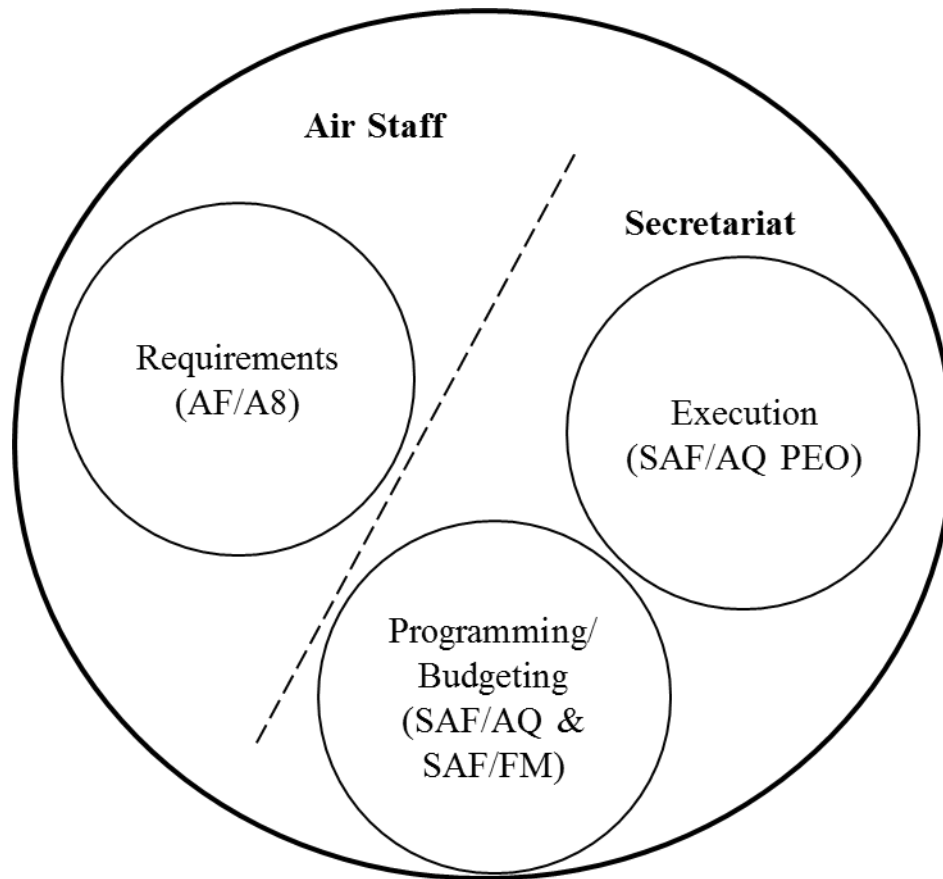 Air Staff
Secretariat
Requirements
(AF/A8)
Execution
(SAF/AQ PEO)
Programming/
Budgeting
(SAF/AQ &
SAF/FM)